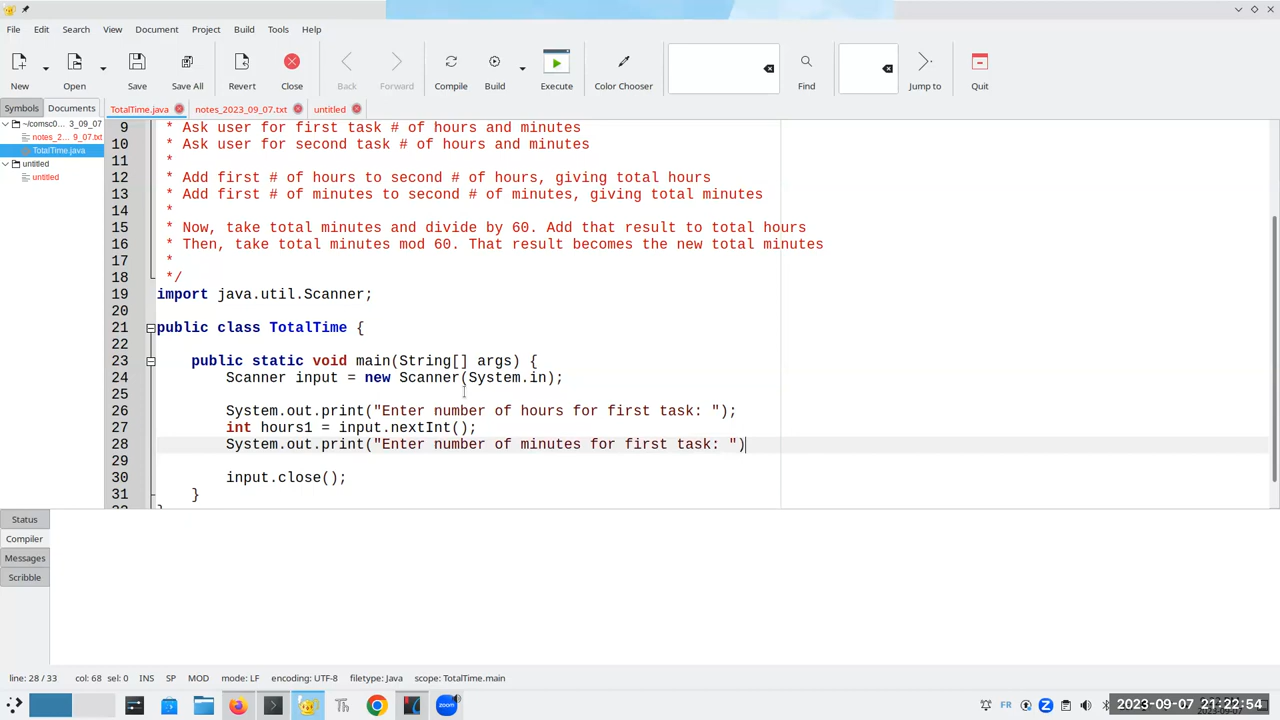 File Edit Search View Document Project Build Tools Help
New Open Save Save All Revert Close Back Forward Compile Build Execute Color Chooser Find Jump to Quit
Symbols Documents
TotalTime.java notes_2023_09_07.txt untitled
~/comsc0... 3_09_07
notes_2... 9_07.txt
TotalTime.java
untitled
untitled
9 * Ask user for first task # of hours and minutes
10 * Ask user for second task # of hours and minutes
11 *
12 * Add first # of hours to second # of hours, giving total hours
13 * Add first # of minutes to second # of minutes, giving total minutes
14 *
15 * Now, take total minutes and divide by 60. Add that result to total hours
16 * Then, take total minutes mod 60. That result becomes the new total minutes
17 *
18 */
19 import java.util.Scanner;
20
21 public class TotalTime {
22
23 public static void main(String[] args) {
24 Scanner input = new Scanner(System.in);
25
26 System.out.print("Enter number of hours for first task: ");
27 int hours1 = input.nextInt();
28 System.out.print("Enter number of minutes for first task: ")
29
30 input.close();
31 }
Status
Compiler
Messages
Scribble
line: 28 / 33 col: 68 sel: 0 INS SP MOD mode: LF encoding: UTF-8 filetype: Java scope: TotalTime.main
Th zoom FR 2023-09-07 21:22:54